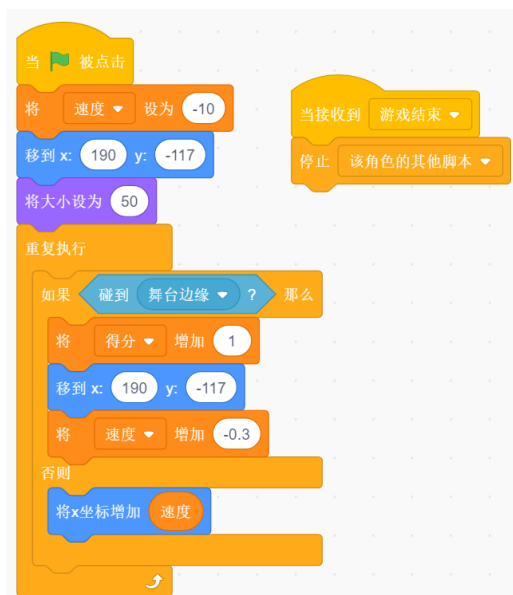 当 被点击
将 速度 设为 -10
移到 x: 190 y: -117
将大小设为 50
重复执行
如果 碰到 舞台边缘 ? 那么
将 得分 增加 1
移到 x: 190 y: -117
将 速度 增加 -0.3
否则
将x坐标增加 速度
当接收到 游戏结束
停止 该角色的其他脚本